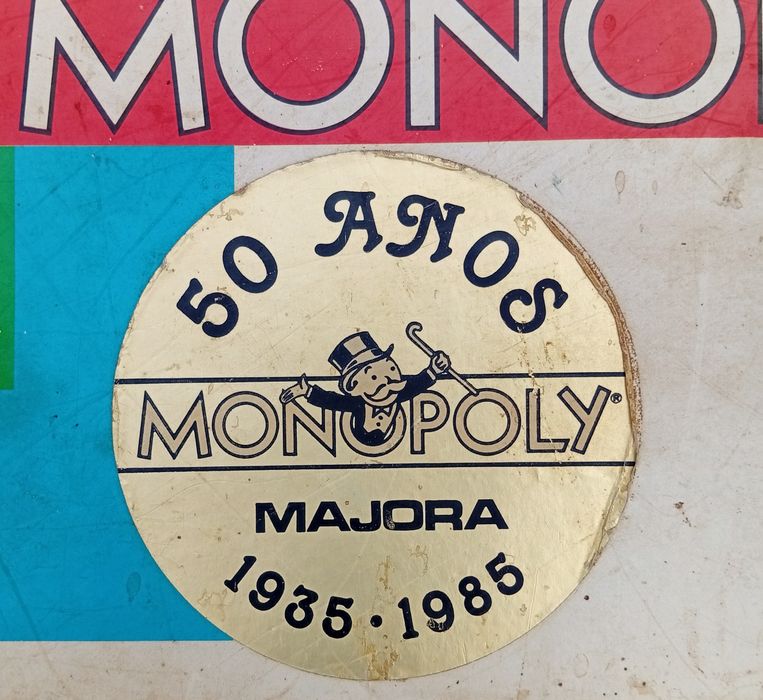 MONO
50 ANOS
MONOPOLY®
MAJORA
1935 · 1985